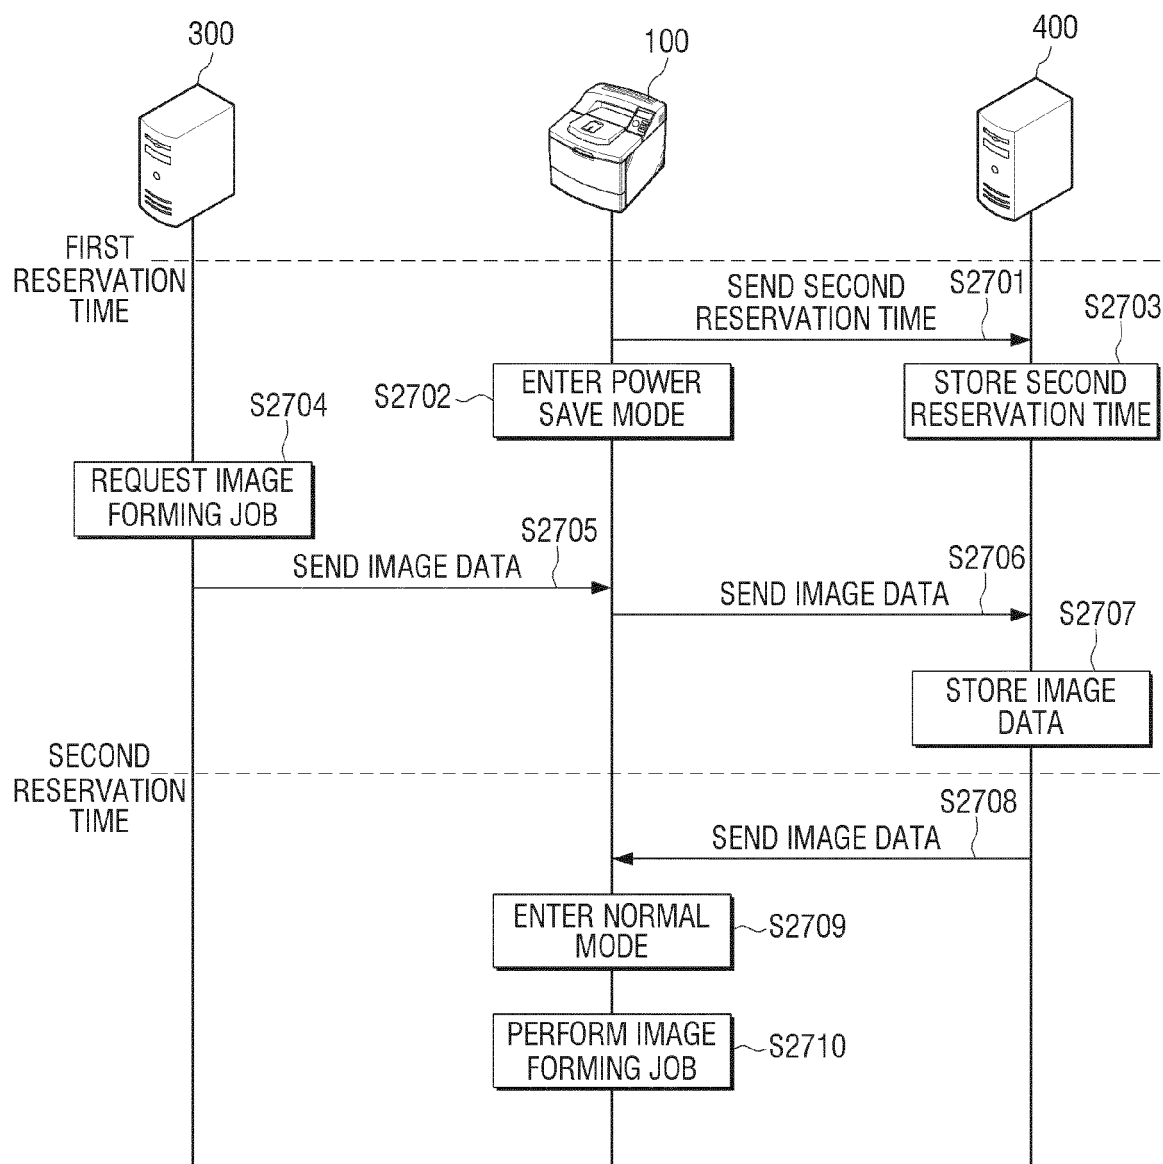 300
100
400
FIRST
RESERVATION
TIME
SEND SECOND
RESERVATION TIME
S2701
S2703
S2702
ENTER POWER
SAVE MODE
STORE SECOND
RESERVATION TIME
S2704
REQUEST IMAGE
FORMING JOB
S2705
SEND IMAGE DATA
S2706
SEND IMAGE DATA
S2707
STORE IMAGE
DATA
SECOND
RESERVATION
TIME
S2708
SEND IMAGE DATA
ENTER NORMAL
MODE
S2709
PERFORM IMAGE
FORMING JOB
S2710